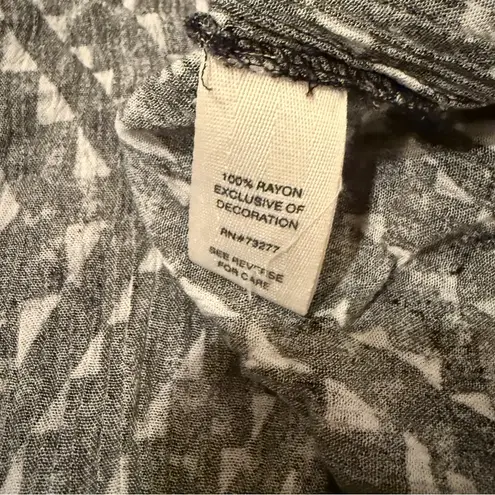 100% RAYON
EXCLUSIVE OF
DECORATION
RN#73277
SEE REVERSE
FOR CARE